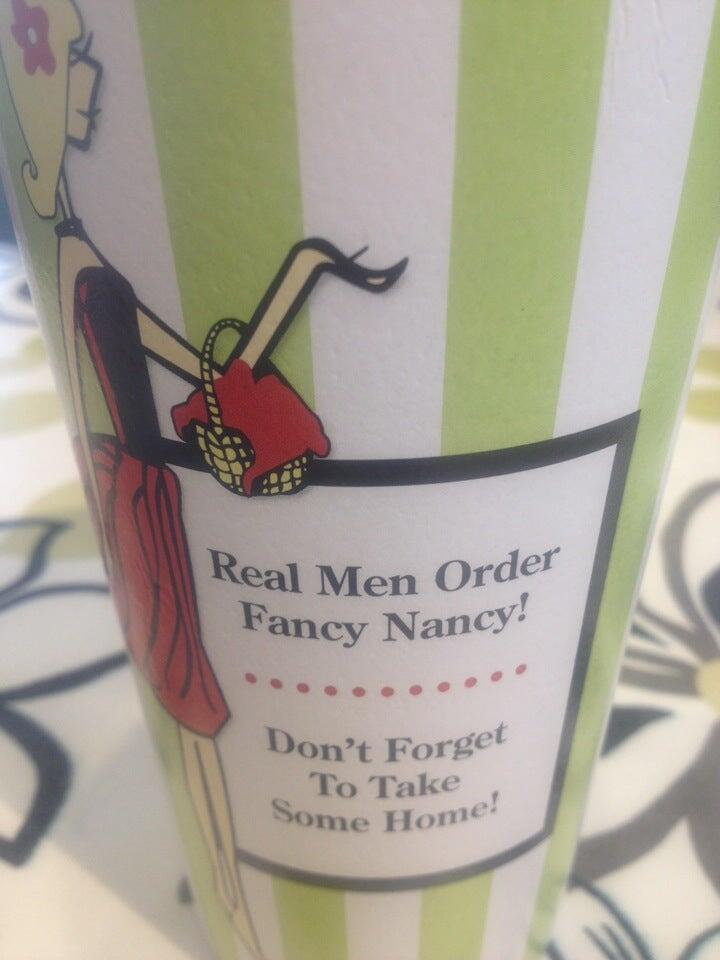 Real Men Order
Fancy Nancy!
Don't Forget
To Take
Some Home!